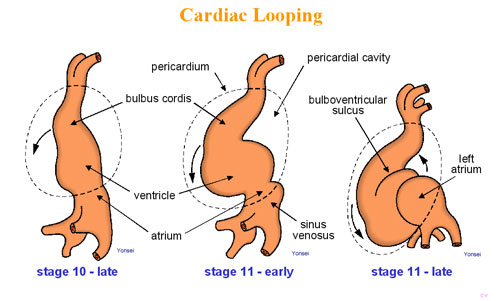 Cardiac Looping
pericardium
pericardial cavity
bulbus cordis
bulboventricular
sulcus
left
atrium
ventricle
atrium
sinus
venosus
Yonsei
Yonsei
Yonsei
stage 10 - late
stage 11 - early
stage 11 - late